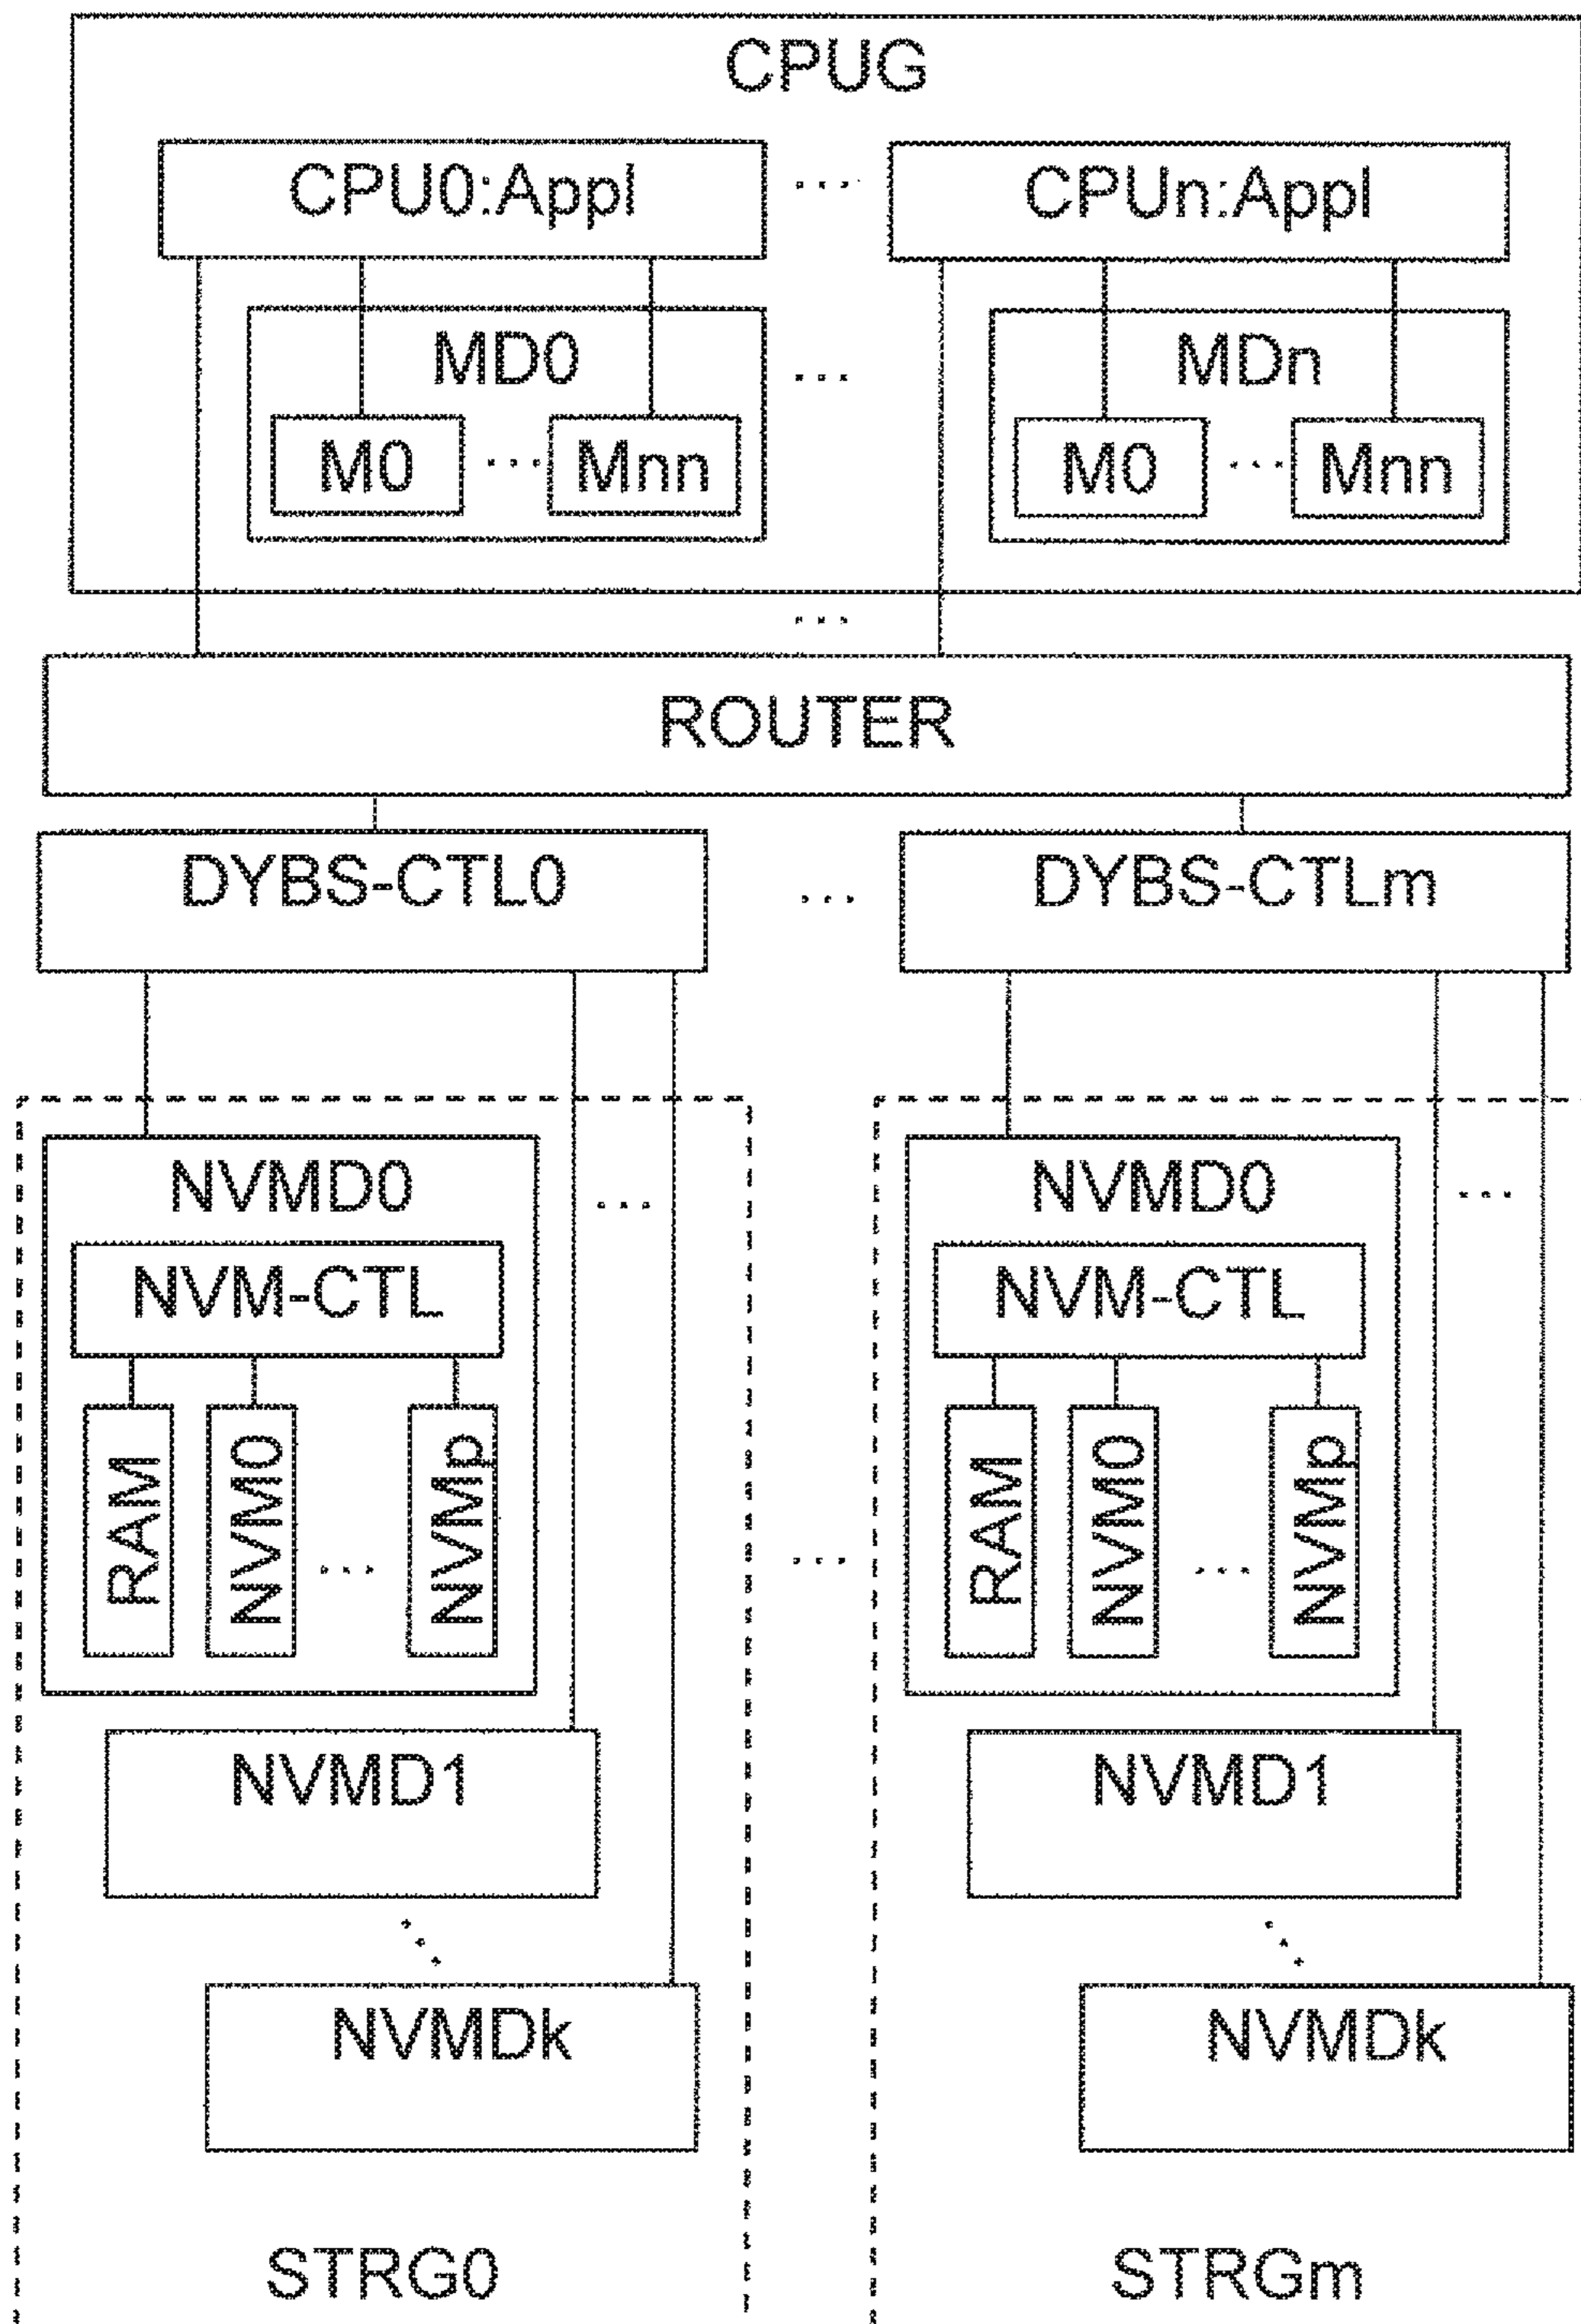 CPUG
CPU0:Appl ... CPUn:Appl
MD0 ... MDn
M0 ... Mnn M0 ... Mnn
...
ROUTER
DYBS-CTL0 ... DYBS-CTLm
NVMD0 ... NVMD0 ...
NVM-CTL NVM-CTL
RAM NVM0 ... NVMp ... RAM NVM0 ... NVMp
NVMD1 NVMD1
... ...
NVMDk NVMDk
STRG0 STRGm